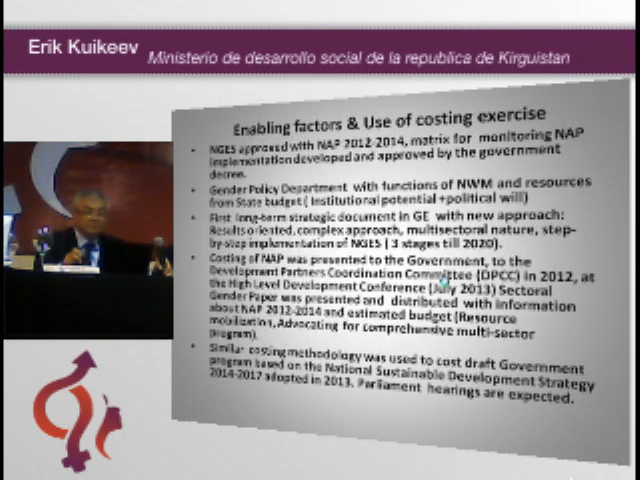 Erik Kuikeev
Ministerio de desarrollo social de la republica de Kirguistan
Enabling factors & Use of costing exercise
• NGES approved with NAP 2012-2014, matrix for monitoring NAP
implementation developed and approved by the government
decree.
• Gender Policy Department with functions of NWM and resources
from State budget ( Institutional potential +political will)
• First long-term strategic document in GE with new approach:
Results oriented, complex approach, multisectoral nature, step-
by-step implementation of NGES ( 3 stages till 2020).
• Costing of NAP was presented to the Government, to the
Development Partners Coordination Committee (DPCC) in 2012, at
the High Level Development Conference (July 2013) Sectoral
Gender Paper was presented and distributed with information
about NAP 2012-2014 and estimated budget (Resource
mobilization, Advocating for comprehensive multi-sector
program).
• Similar costing methodology was used to cost draft Government
program based on the National Sustainable Development Strategy
2014-2017 adopted in 2013. Parliament hearings are expected.